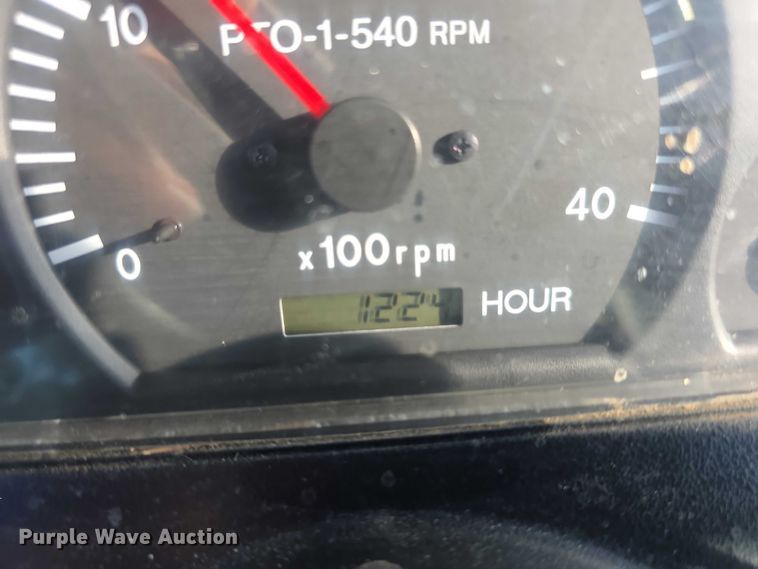 10
PTO-1-540 RPM
40
0
x100rpm
1224 HOUR
Purple Wave Auction